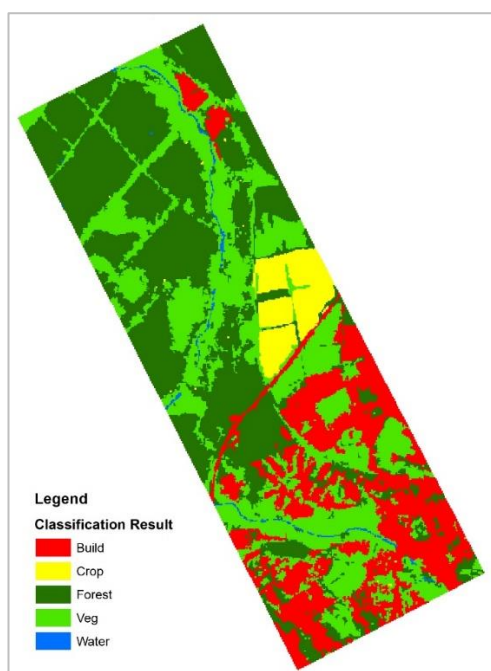 Legend
Classification Result
Build
Crop
Forest
Veg
Water